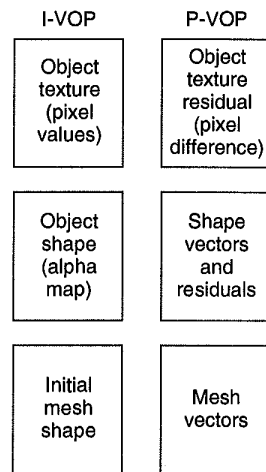 I-VOP
P-VOP
Object
texture
(pixel
values)
Object
texture
residual
(pixel
difference)
Object
shape
(alpha
map)
Shape
vectors
and
residuals
Initial
mesh
shape
Mesh
vectors